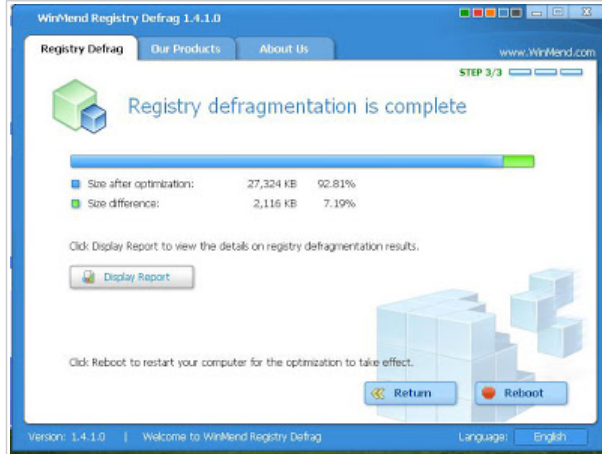 WinMend Registry Defrag 1.4.1.0
Registry Defrag Our Products About Us www.WinMend.com
STEP 3/3
Registry defragmentation is complete
Size after optimization: 27,324 KB 92.81%
Size difference: 2,116 KB 7.19%
Click Display Report to view the details on registry defragmentation results.
Display Report
Click Reboot to restart your computer for the optimization to take effect.
Return Reboot
Version: 1.4.1.0 | Welcome to WinMend Registry Defrag Language: English